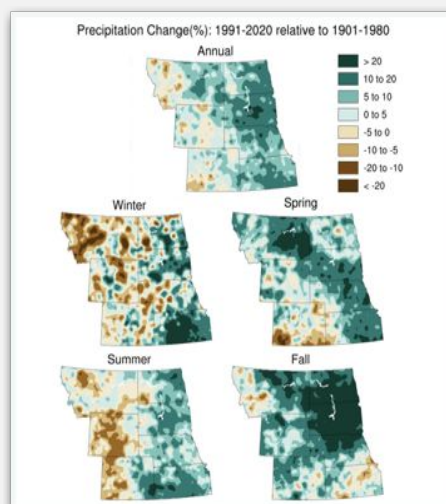 Precipitation Change(%): 1991-2020 relative to 1901-1980
Annual
> 20
10 to 20
5 to 10
0 to 5
-5 to 0
-10 to -5
-20 to -10
< -20
Winter
Spring
Summer
Fall